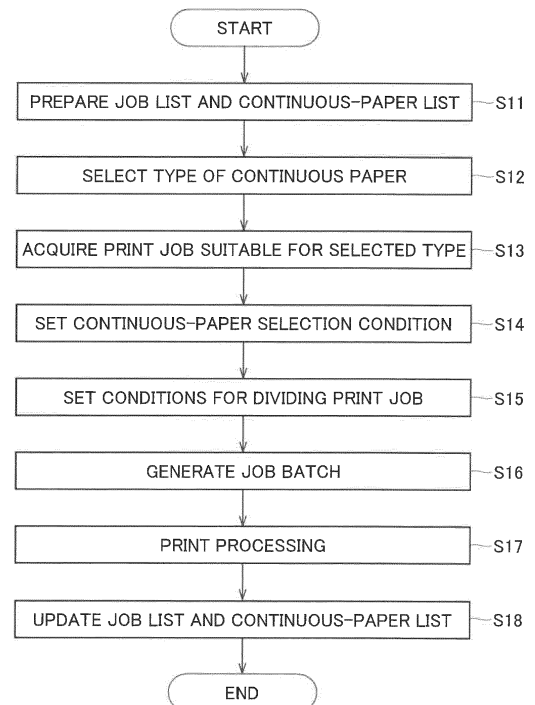 START
PREPARE JOB LIST AND CONTINUOUS-PAPER LIST S11
SELECT TYPE OF CONTINUOUS PAPER S12
ACQUIRE PRINT JOB SUITABLE FOR SELECTED TYPE S13
SET CONTINUOUS-PAPER SELECTION CONDITION S14
SET CONDITIONS FOR DIVIDING PRINT JOB S15
GENERATE JOB BATCH S16
PRINT PROCESSING S17
UPDATE JOB LIST AND CONTINUOUS-PAPER LIST S18
END